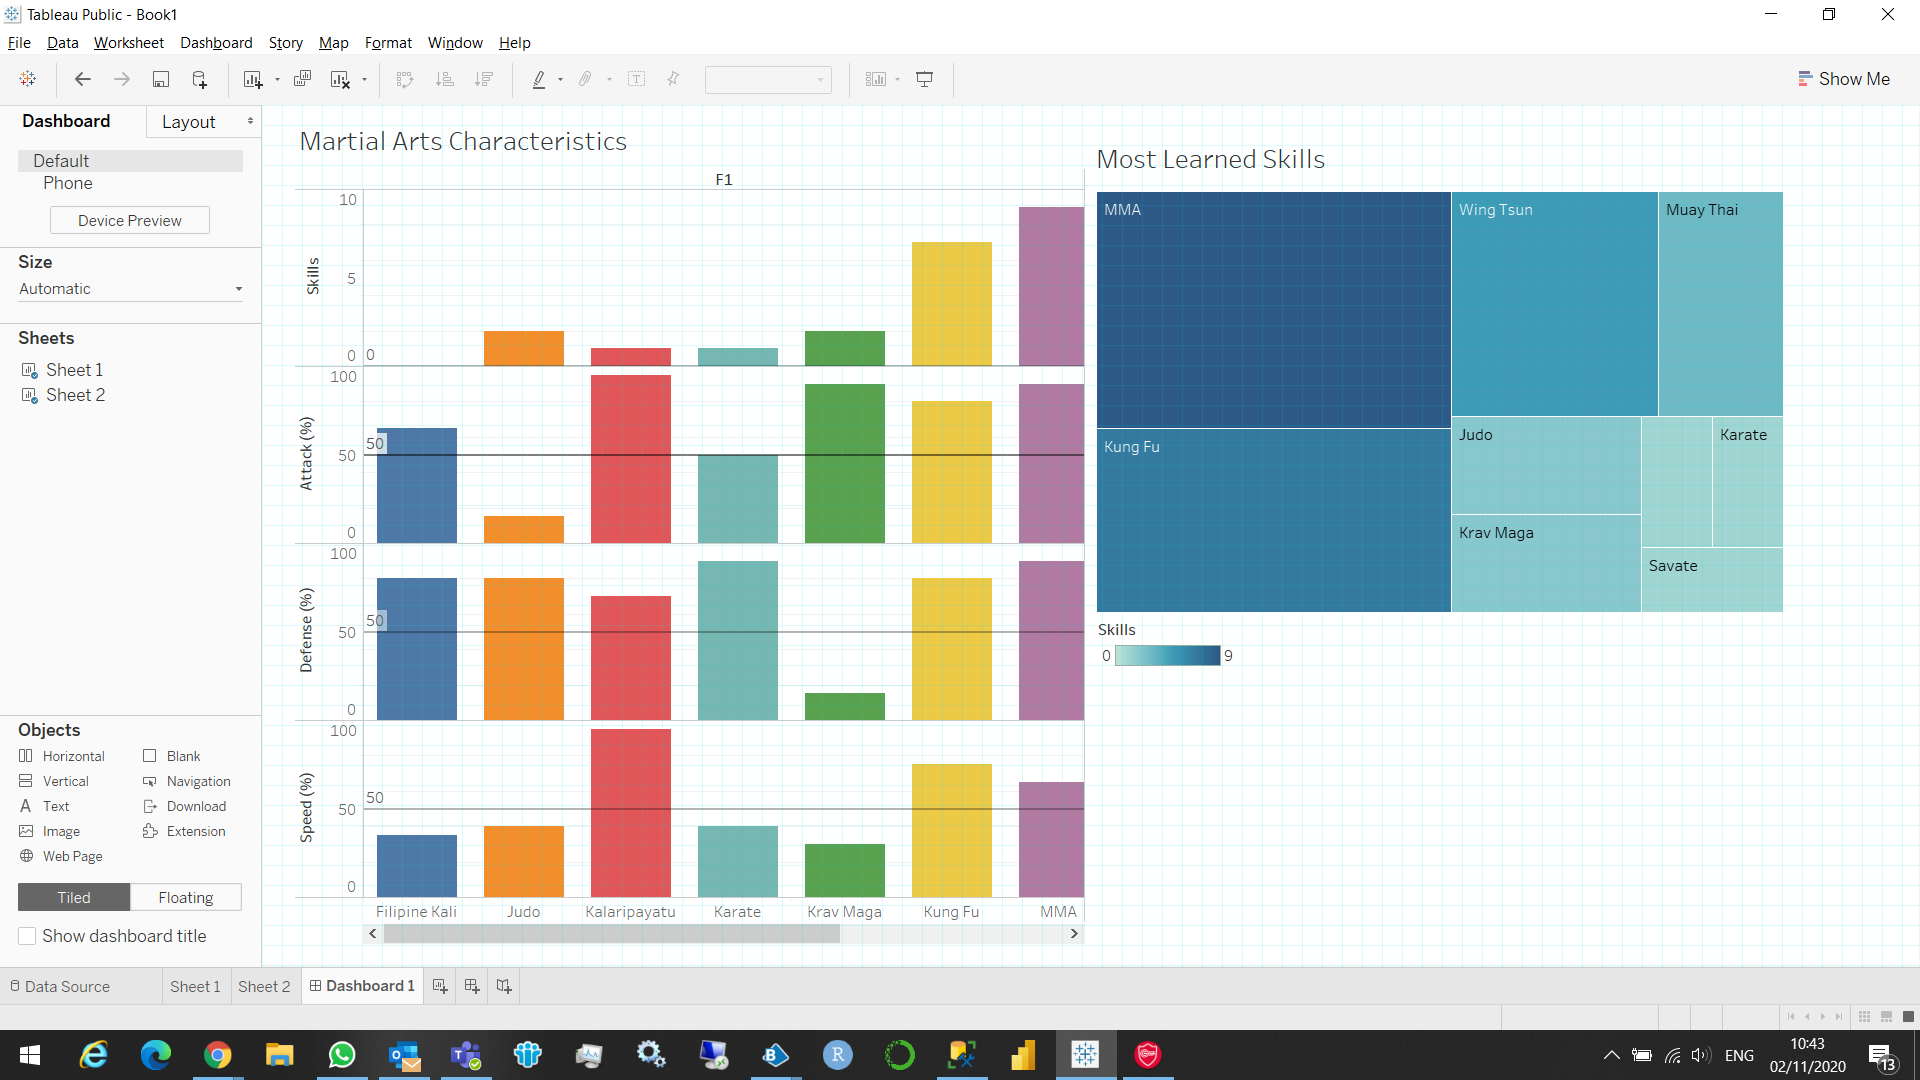 Tableau Public - Book1
File Data Worksheet Dashboard Story Map Format Window Help
Show Me
Dashboard
Layout
Default
Phone
Device Preview
Size
Automatic
Sheets
Sheet 1
Sheet 2
Objects
Horizontal
Blank
Vertical
Navigation
Text
Download
Image
Extension
Web Page
Tiled
Floating
Show dashboard title
Martial Arts Characteristics
F1
Skills
10
5
0
0
Attack (%)
100
50
50
0
Defense (%)
100
50
50
0
Speed (%)
100
50
50
0
Filipine Kali
Judo
Kalaripayatu
Karate
Krav Maga
Kung Fu
MMA
Most Learned Skills
MMA
Wing Tsun
Muay Thai
Kung Fu
Judo
Karate
Krav Maga
Savate
Skills
0
9
Data Source
Sheet 1
Sheet 2
Dashboard 1
ENG
10:43
02/11/2020
13